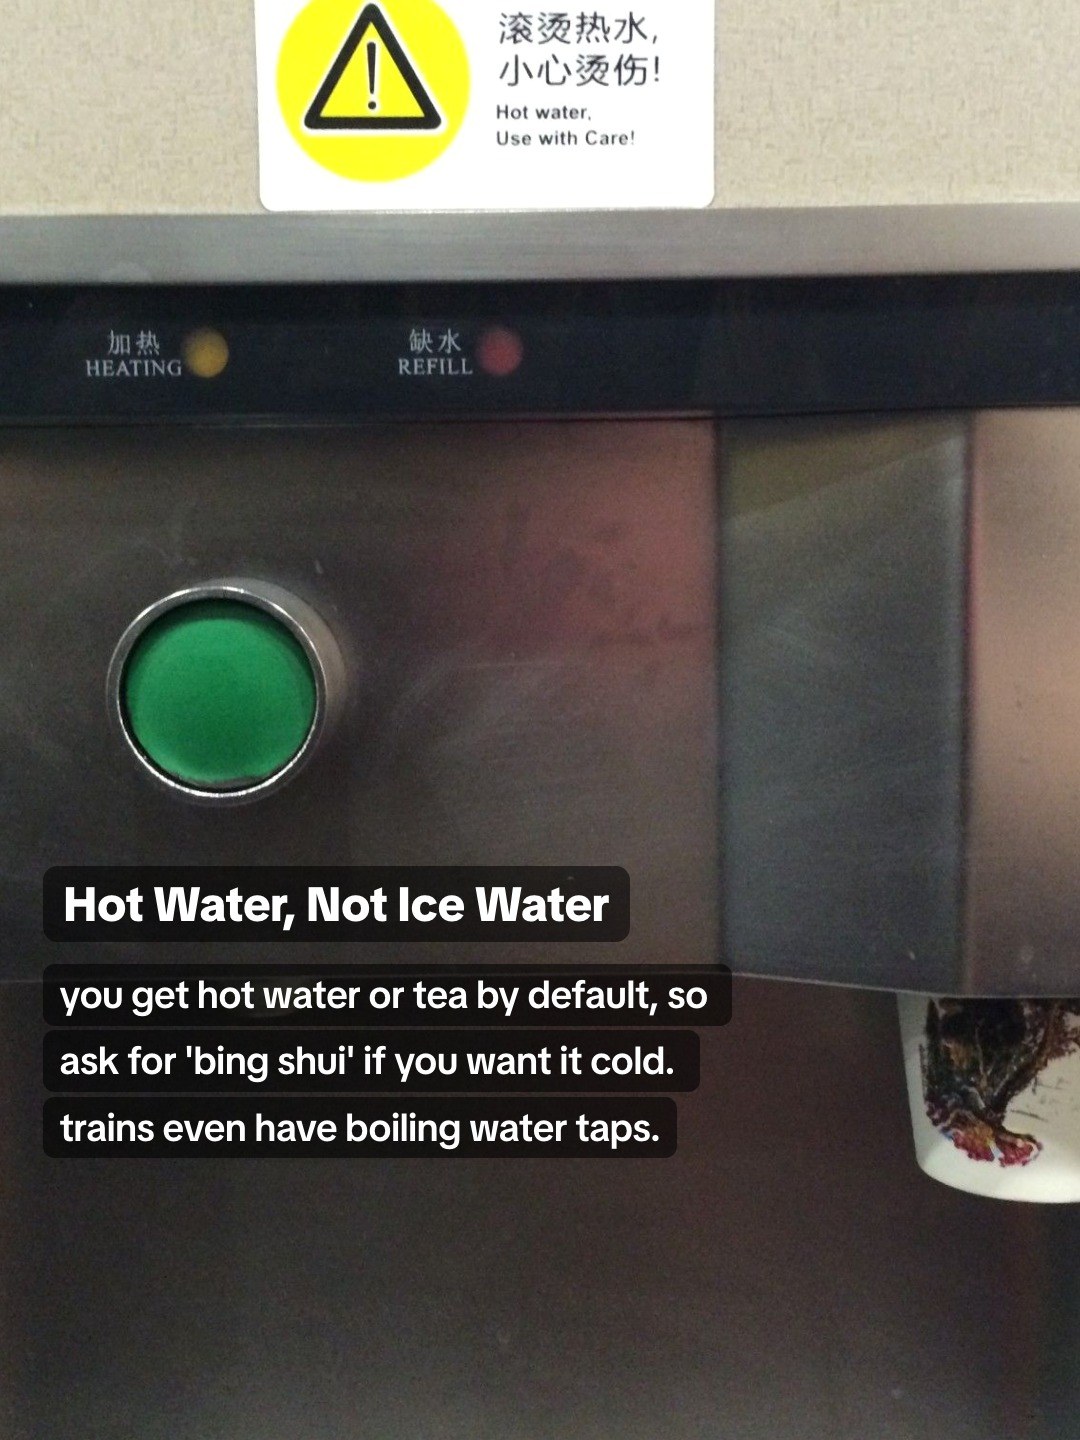 滚烫热水,
小心烫伤!
Hot water,
Use with Care!
加热
HEATING
缺水
REFILL
Hot Water, Not Ice Water
you get hot water or tea by default, so
ask for 'bing shui' if you want it cold.
trains even have boiling water taps.